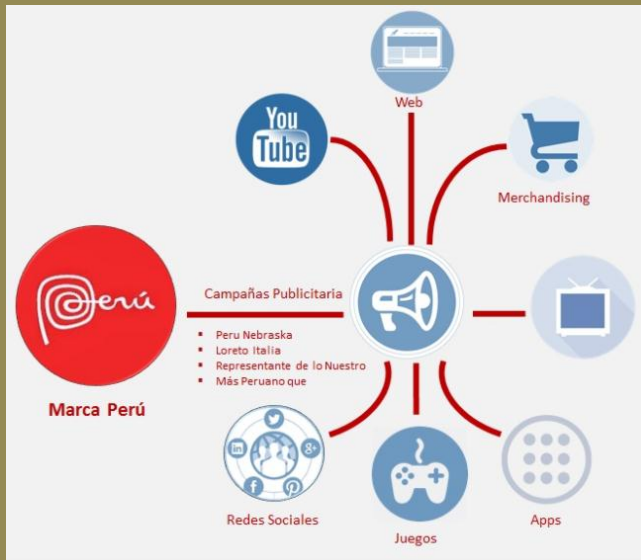 Web
You
Tube
Merchandising
Perú
Campañas Publicitaria
Peru Nebraska
Loreto Italia
Representante de lo Nuestro
Más Peruano que
Marca Perú
in
g+
f
Redes Sociales
Juegos
Apps